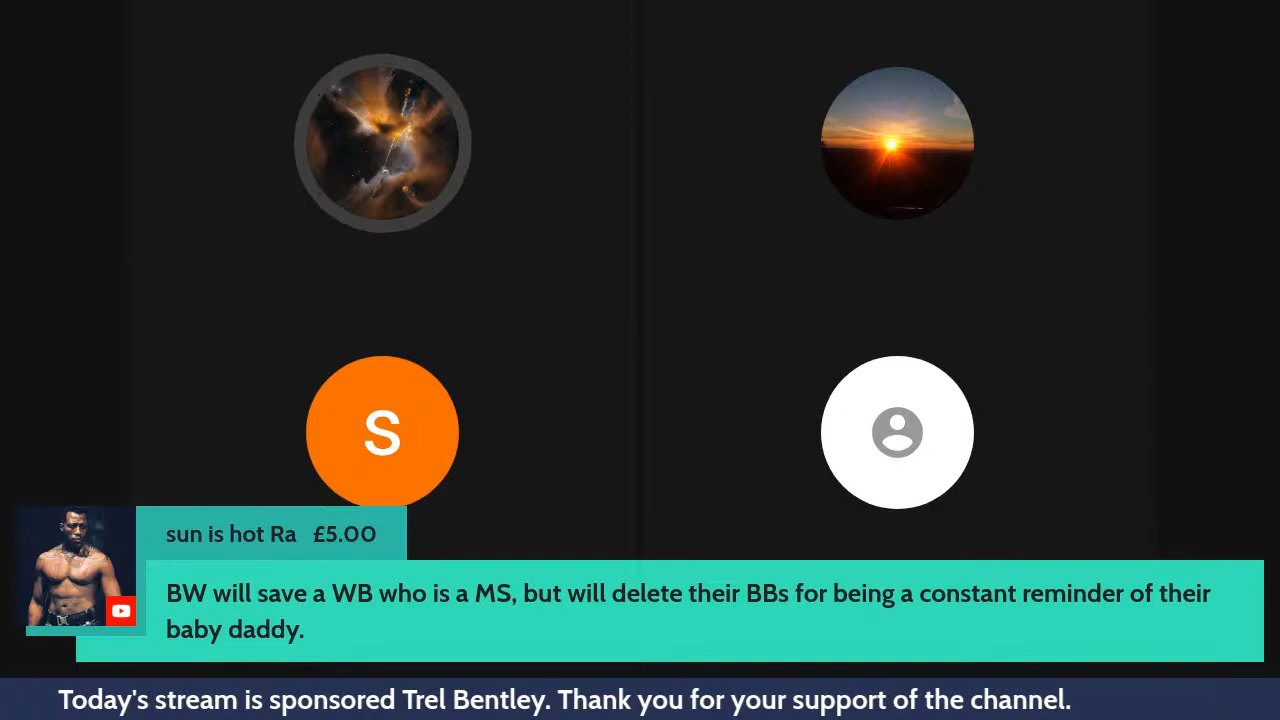 S
sun is hot Ra £5.00
BW will save a WB who is a MS, but will delete their BBs for being a constant reminder of their
baby daddy.
Today's stream is sponsored Trel Bentley. Thank you for your support of the channel.